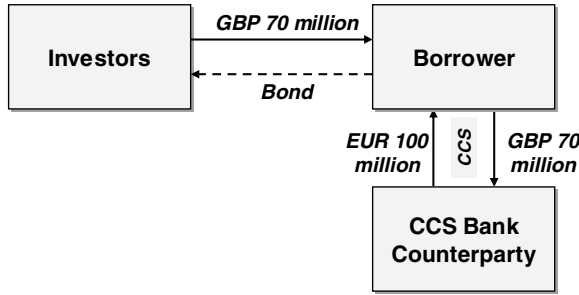 GBP 70 million
Investors
Borrower
Bond
EUR 100
million
CCS
GBP 70
million
CCS Bank
Counterparty